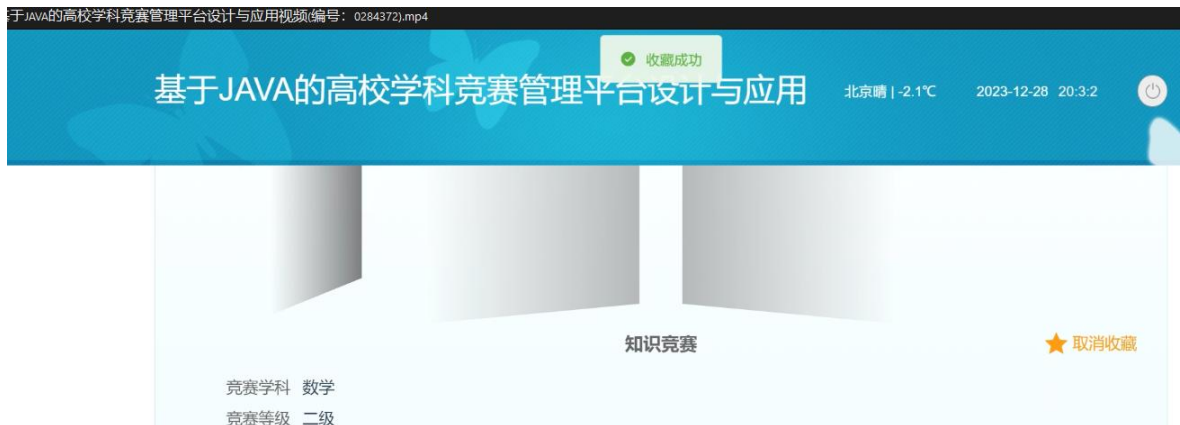 于JAVA的高校学科竞赛管理平台设计与应用视频(编号：0284372).mp4
收藏成功
基于JAVA的高校学科竞赛管理平台设计与应用
北京晴 | -2.1℃ 2023-12-28 20:3:2
知识竞赛
取消收藏
竞赛学科 数学
竞赛等级 二级